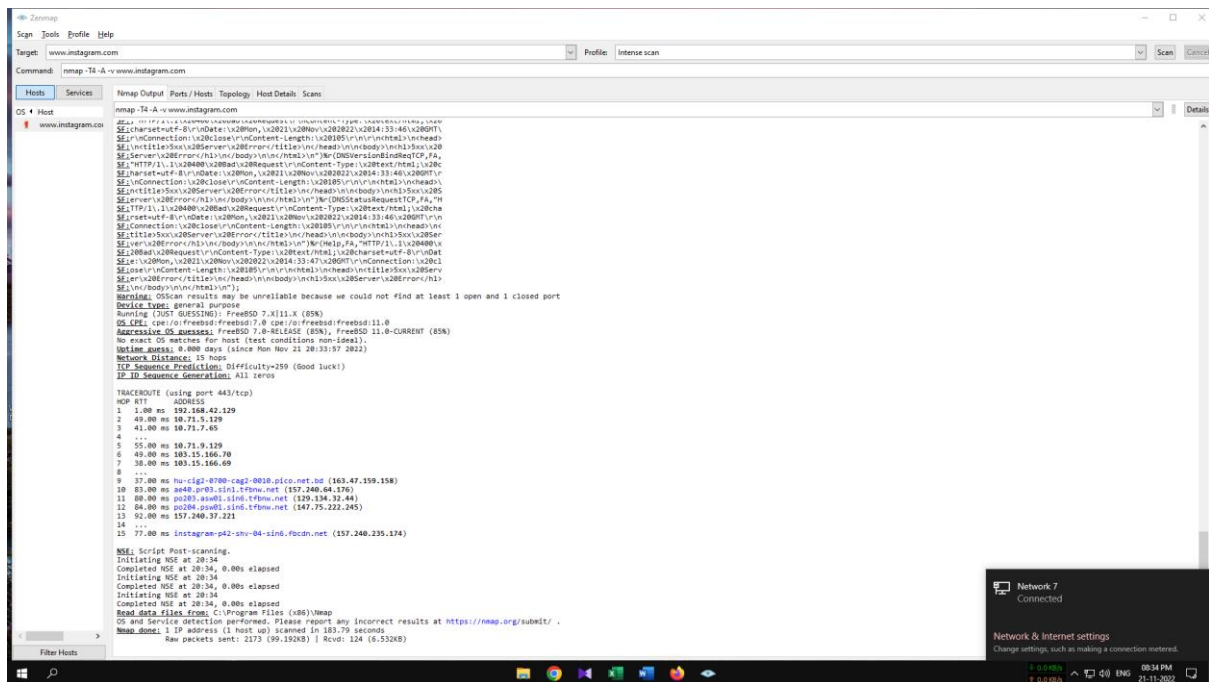 Zenmap
Scan Tools Profile Help
Target: www.instagram.com Profile: Intense scan Scan Cancel
Command: nmap -T4 -A -v www.instagram.com
Hosts Services Nmap Output Ports / Hosts Topology Host Details Scans
OS Host
nmap -T4 -A -v www.instagram.com Details
www.instagram.co
SF:charset=utf-8\r\nDate:\x20Mon,\x2021\x20Nov\x202022\x2014:33:46\x20GMT\
SF:r\nConnection:\x20close\r\nContent-Length:\x20105\r\n\r\n<html>\n<head>
SF:\n<title>5xx\x20Server\x20Error</title>\n</head>\n\n<body>\n<h1>5xx\x20
SF:Server\x20Error</h1>\n</body>\n\n</html>\n")%r(DNSVersionBindReqTCP,FA,
SF:"HTTP/1\.1\x20400\x20Bad\x20Request\r\nContent-Type:\x20text/html;\x20c
SF:harset=utf-8\r\nDate:\x20Mon,\x2021\x20Nov\x202022\x2014:33:46\x20GMT\r
SF:\nConnection:\x20close\r\nContent-Length:\x20105\r\n\r\n<html>\n<head>\
SF:n<title>5xx\x20Server\x20Error</title>\n</head>\n\n<body>\n<h1>5xx\x20S
SF:erver\x20Error</h1>\n</body>\n\n</html>\n")%r(DNSStatusRequestTCP,FA,"H
SF:TTP/1\.1\x20400\x20Bad\x20Request\r\nContent-Type:\x20text/html;\x20cha
SF:rset=utf-8\r\nDate:\x20Mon,\x2021\x20Nov\x202022\x2014:33:46\x20GMT\r\n
SF:Connection:\x20close\r\nContent-Length:\x20105\r\n\r\n<html>\n<head>\n<
SF:title>5xx\x20Server\x20Error</title>\n</head>\n\n<body>\n<h1>5xx\x20Ser
SF:ver\x20Error</h1>\n</body>\n\n</html>\n")%r(Help,FA,"HTTP/1\.1\x20400\x
SF:20Bad\x20Request\r\nContent-Type:\x20text/html;\x20charset=utf-8\r\nDat
SF:e:\x20Mon,\x2021\x20Nov\x202022\x2014:33:47\x20GMT\r\nConnection:\x20cl
SF:ose\r\nContent-Length:\x20105\r\n\r\n<html>\n<head>\n<title>5xx\x20Serv
SF:er\x20Error</title>\n</head>\n\n<body>\n<h1>5xx\x20Server\x20Error</h1>
SF:\n</body>\n\n</html>\n");
Warning: OSScan results may be unreliable because we could not find at least 1 open and 1 closed port
Device type: general purpose
Running (JUST GUESSING): FreeBSD 7.X|11.X (85%)
OS CPE: cpe:/o:freebsd:freebsd:7.0 cpe:/o:freebsd:freebsd:11.0
Aggressive OS guesses: FreeBSD 7.0-RELEASE (85%), FreeBSD 11.0-CURRENT (85%)
No exact OS matches for host (test conditions non-ideal).
Uptime guess: 0.000 days (since Mon Nov 21 20:33:57 2022)
Network Distance: 15 hops
TCP Sequence Prediction: Difficulty=259 (Good luck!)
IP ID Sequence Generation: All zeros
TRACEROUTE (using port 443/tcp)
HOP RTT ADDRESS
1 1.00 ms 192.168.42.129
2 49.00 ms 10.71.5.129
3 41.00 ms 10.71.7.65
4 ...
5 55.00 ms 10.71.9.129
6 49.00 ms 103.15.166.70
7 38.00 ms 103.15.166.69
8 ...
9 37.00 ms hu-cig2-0700-cag2-0010.pico.net.bd (163.47.159.158)
10 83.00 ms ae40.pr03.sin1.tfbnw.net (157.240.64.176)
11 80.00 ms po203.asw01.sin6.tfbnw.net (129.134.32.44)
12 84.00 ms po204.psw01.sin6.tfbnw.net (147.75.222.245)
13 92.00 ms 157.240.37.221
14 ...
15 77.00 ms instagram-p42-shv-04-sin6.fbcdn.net (157.240.235.174)
NSE: Script Post-scanning.
Initiating NSE at 20:34
Completed NSE at 20:34, 0.00s elapsed
Initiating NSE at 20:34
Completed NSE at 20:34, 0.00s elapsed
Initiating NSE at 20:34
Completed NSE at 20:34, 0.00s elapsed
Read data files from: C:\Program Files (x86)\Nmap
OS and Service detection performed. Please report any incorrect results at https://nmap.org/submit/ .
Nmap done: 1 IP address (1 host up) scanned in 183.79 seconds
Raw packets sent: 2173 (99.192KB) | Rcvd: 124 (6.532KB)
Filter Hosts
Network 7
Connected
Network & Internet settings
Change settings, such as making a connection metered.
0.0 KB/s
0.0 KB/s
ENG
08:34 PM
21-11-2022